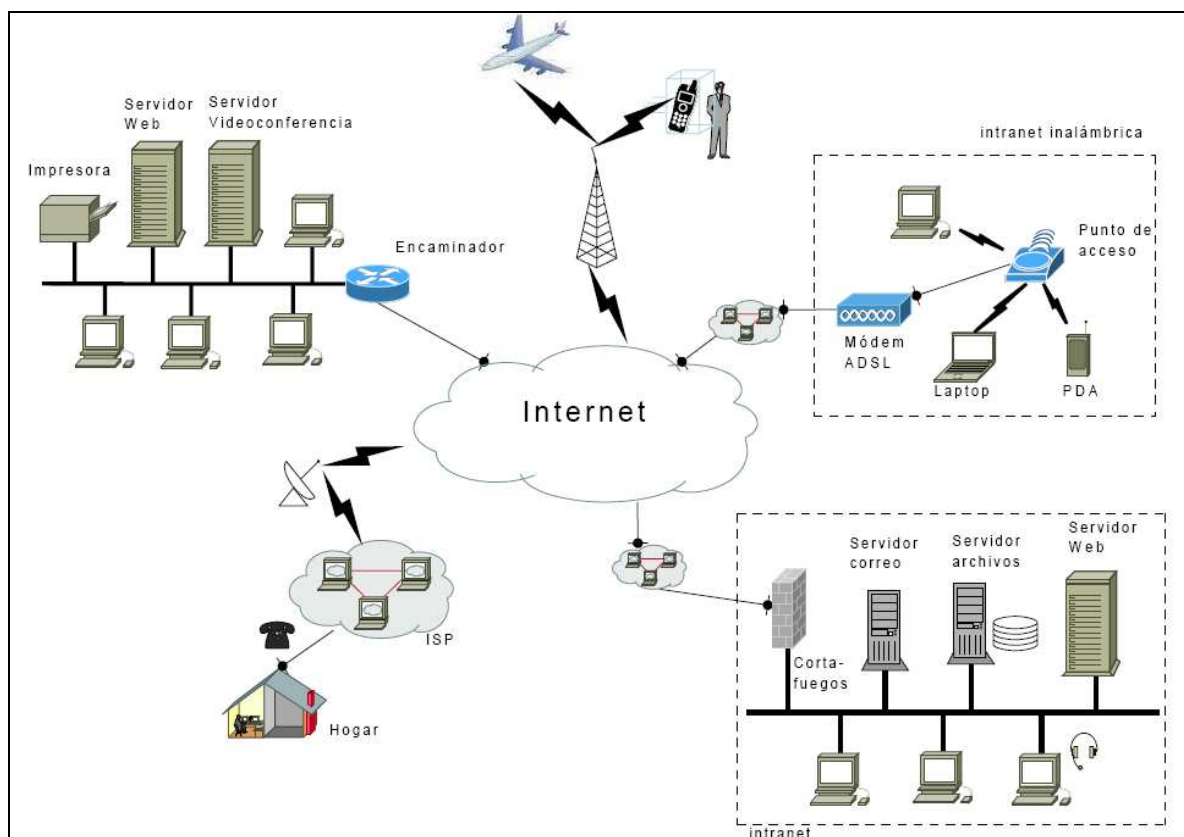 Servidor
Web
Servidor
Videoconferencia
Impresora
Encaminador
intranet inalámbrica
Punto de
acceso
Módem
ADSL
Laptop
PDA
Internet
ISP
Hogar
Servidor
correo
Servidor
archivos
Servidor
Web
Corta-
fuegos
intranet